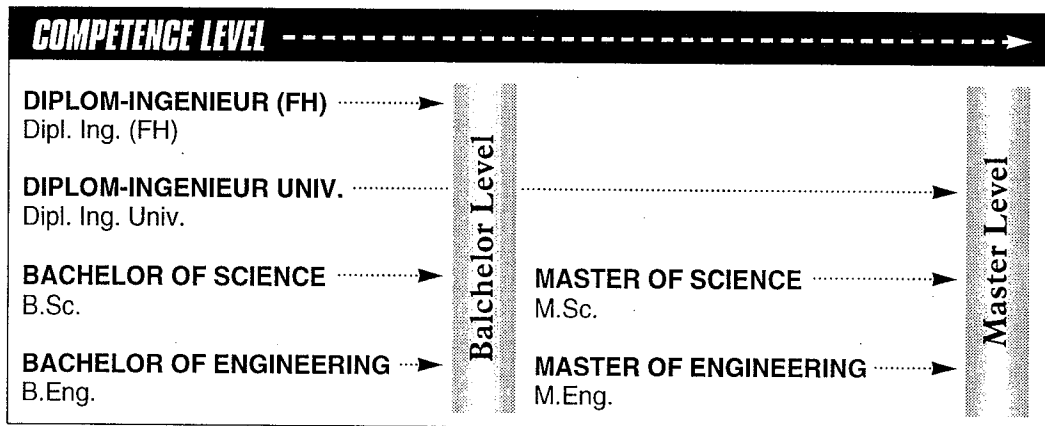 COMPETENCE LEVEL
DIPLOM-INGENIEUR (FH)
Dipl. Ing. (FH)
DIPLOM-INGENIEUR UNIV.
Dipl. Ing. Univ.
BACHELOR OF SCIENCE
B.Sc.
BACHELOR OF ENGINEERING
B.Eng.
Balchelor Level
MASTER OF SCIENCE
M.Sc.
MASTER OF ENGINEERING
M.Eng.
Master Level